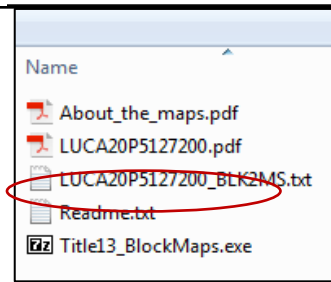 Name
About_the_maps.pdf
LUCA20P5127200.pdf
LUCA20P5127200_BLK2MS.txt
Readme.txt
Title13_BlockMaps.exe